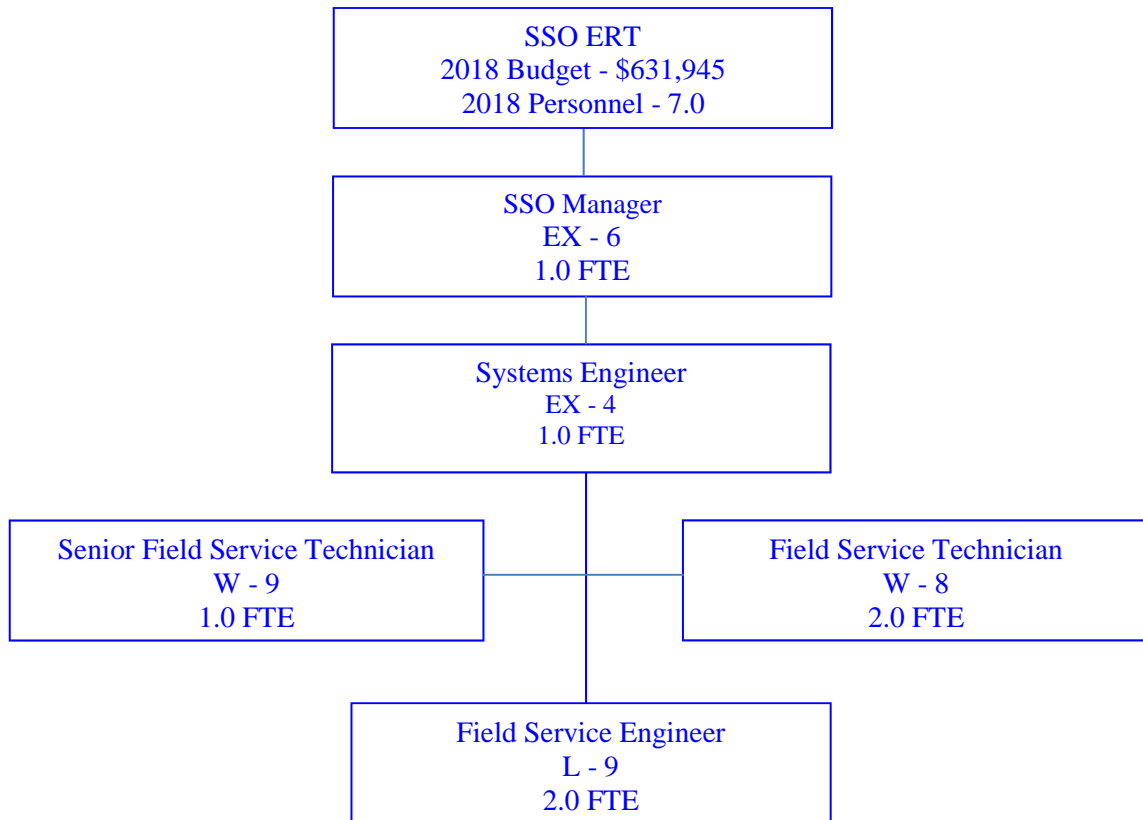 SSO ERT
2018 Budget - $631,945
2018 Personnel - 7.0
SSO Manager
EX - 6
1.0 FTE
Systems Engineer
EX - 4
1.0 FTE
Senior Field Service Technician
W - 9
1.0 FTE
Field Service Technician
W - 8
2.0 FTE
Field Service Engineer
L - 9
2.0 FTE